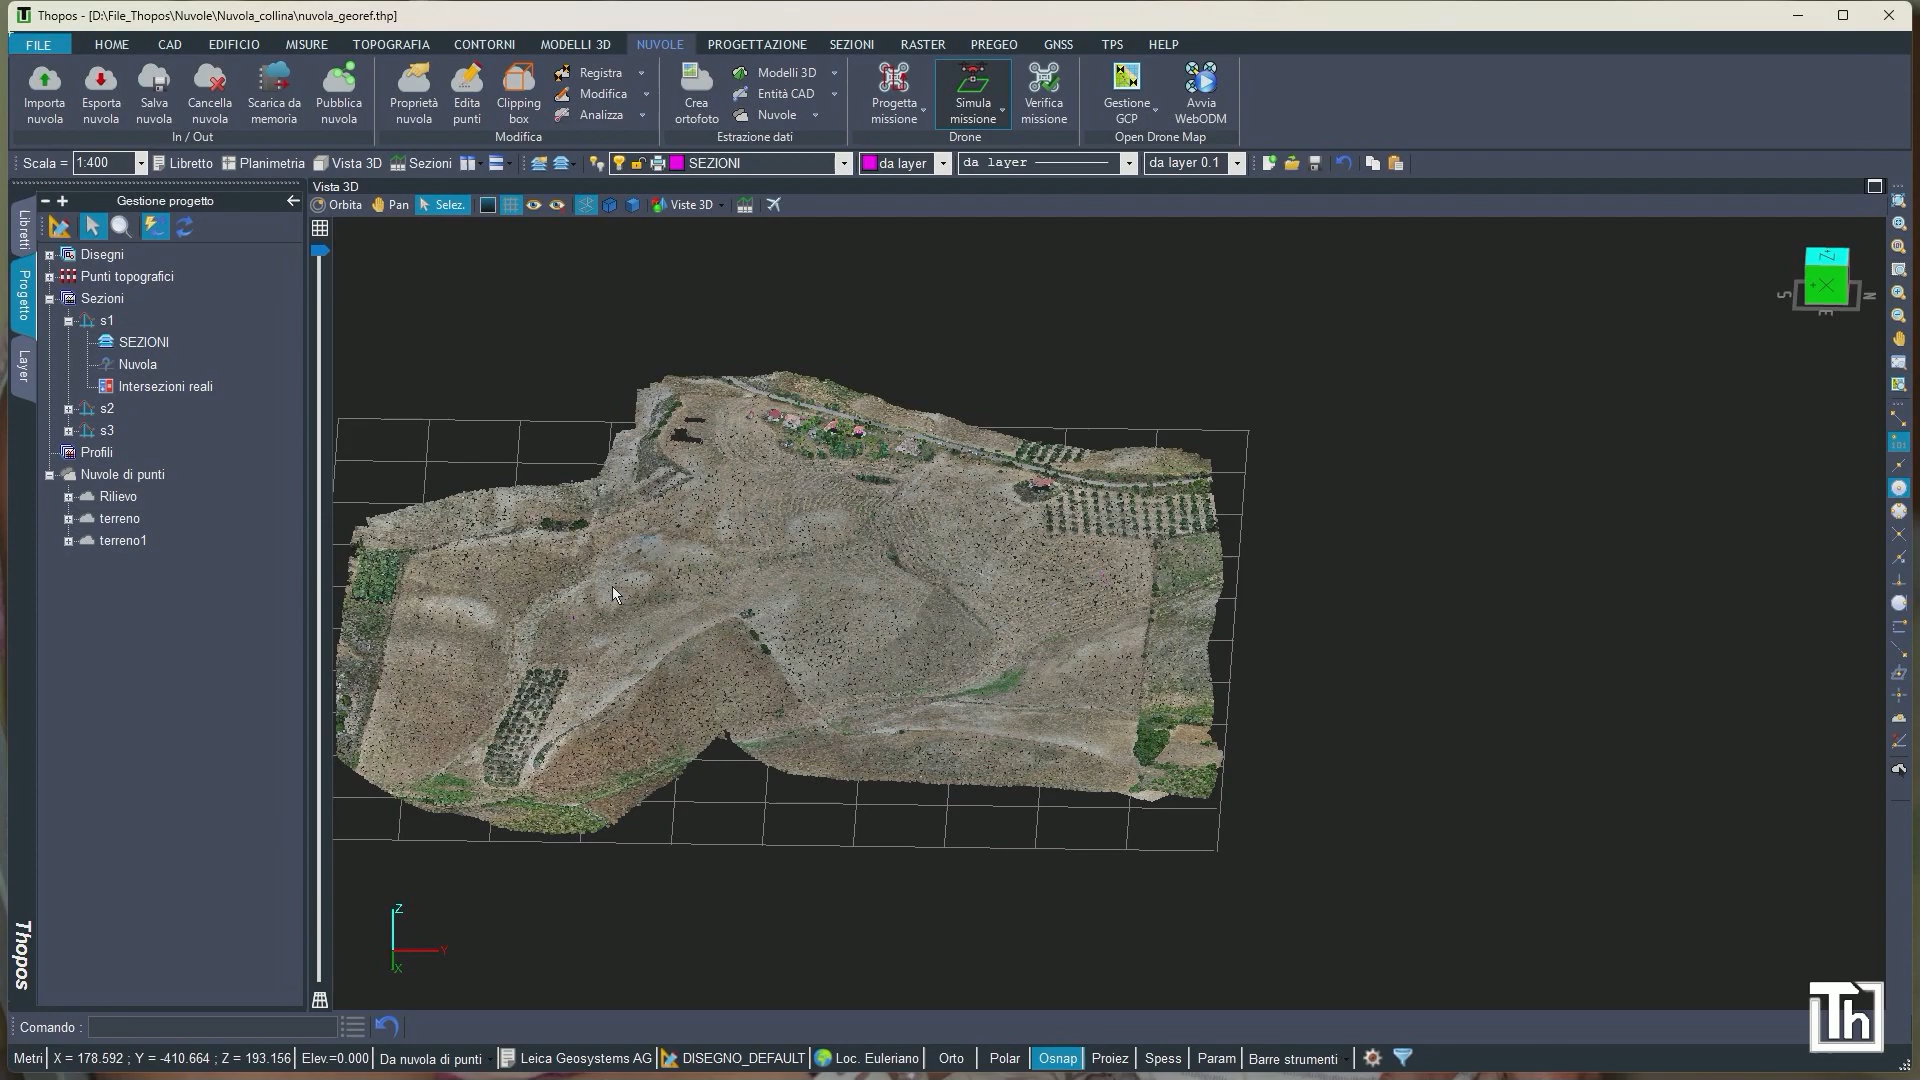 Thopos - [D:\File_Thopos\Nuvole\Nuvola_collina\nuvola_georef.thp]
FILE HOME CAD EDIFICIO MISURE TOPOGRAFIA CONTORNI MODELLI 3D NUVOLE PROGETTAZIONE SEZIONI RASTER PREGEO GNSS TPS HELP
Importa nuvola
Esporta nuvola
Salva nuvola
Cancella nuvola
Scarica da memoria
Pubblica nuvola
In / Out
Proprietà nuvola
Edita punti
Clipping box
Registra
Modifica
Analizza
Modifica
Crea ortofoto
Modelli 3D
Entità CAD
Nuvole
Estrazione dati
Progetta missione
Simula missione
Verifica missione
Drone
Gestione GCP
Avvia WebODM
Open Drone Map
Scala = 1:400 Libretto Planimetria Vista 3D Sezioni SEZIONI da layer da layer da layer 0.1
Vista 3D
Gestione progetto
Orbita Pan Selez. Viste 3D
Libretti
Progetto
Layer
Disegni
Punti topografici
Sezioni
s1
SEZIONI
Nuvola
Intersezioni reali
s2
s3
Profili
Nuvole di punti
Rilievo
terreno
terreno1
Z
+X
S
N
E
Z
Y
X
Thopos
Th
Comando :
Metri X = 178.592 ; Y = -410.664 ; Z = 193.156 Elev.=0.000 Da nuvola di punti Leica Geosystems AG DISEGNO_DEFAULT Loc. Euleriano Orto Polar Osnap Proiez Spess Param Barre strumenti